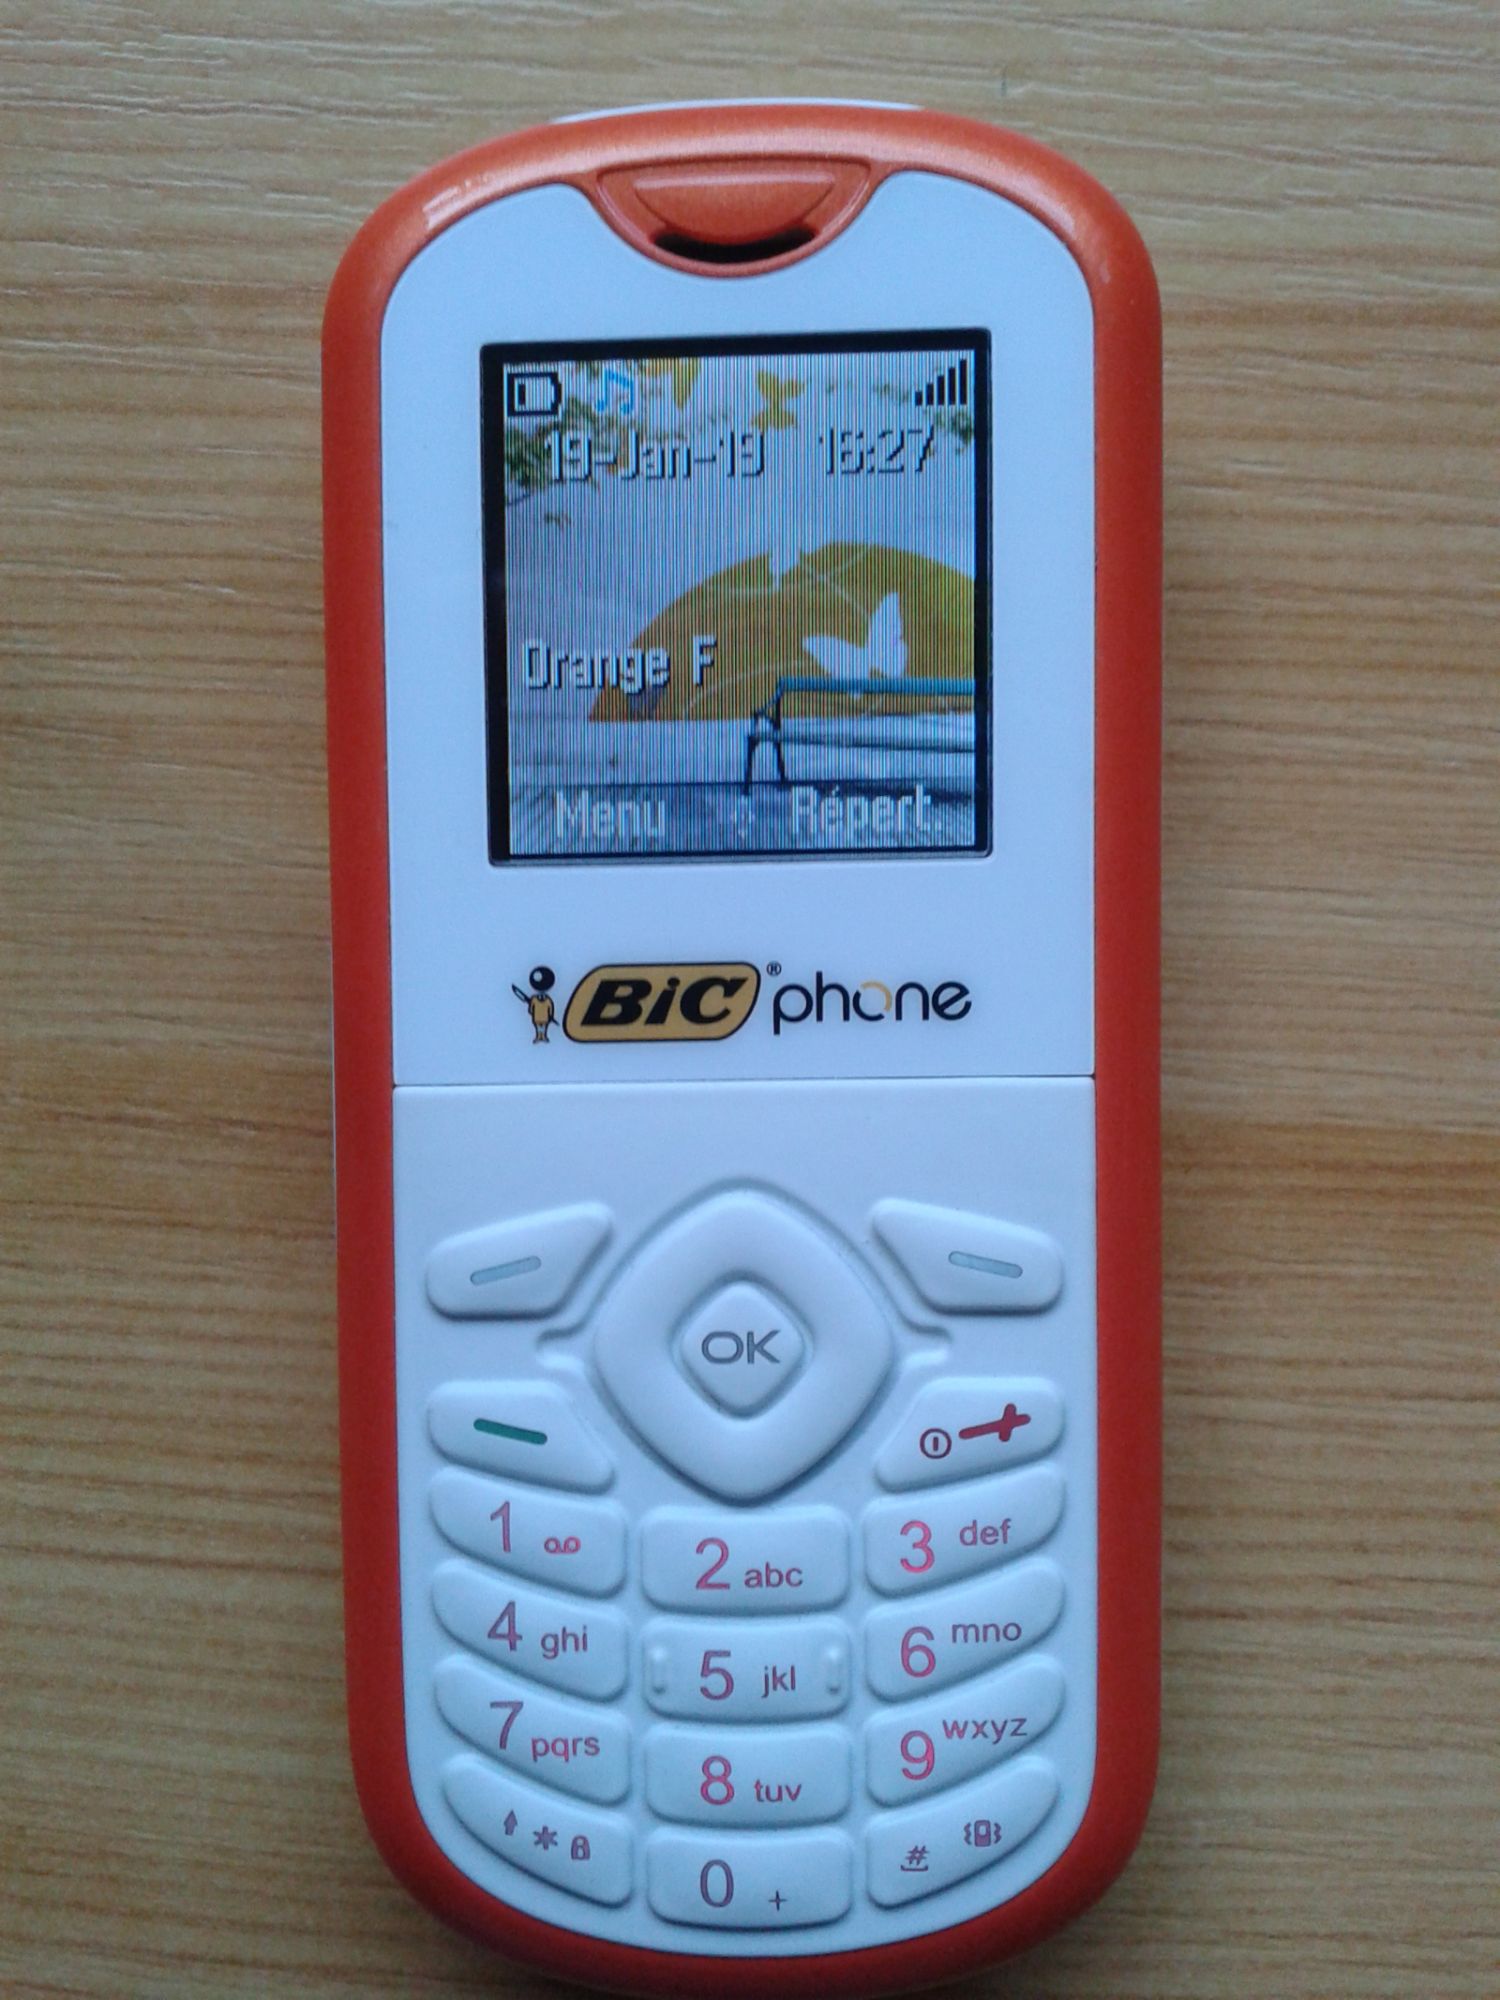 19-Jan-19 16:27
Orange F
Menu Répert.
BiC® phone
OK
1 2 abc 3 def
4 ghi 5 jkl 6 mno
7 pqrs 8 tuv 9 wxyz
* 0 + #